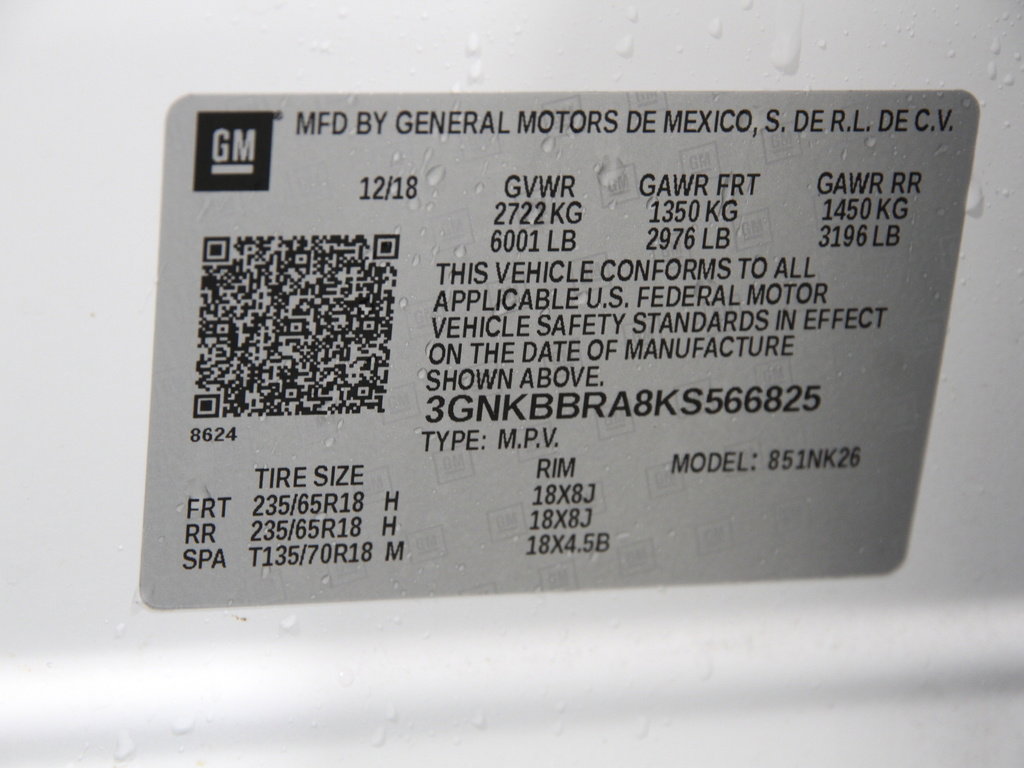 GM MFD BY GENERAL MOTORS DE MEXICO, S. DE R.L. DE C.V.
12/18 GVWR GAWR FRT GAWR RR
2722 KG 1350 KG 1450 KG
6001 LB 2976 LB 3196 LB
THIS VEHICLE CONFORMS TO ALL
APPLICABLE U.S. FEDERAL MOTOR
VEHICLE SAFETY STANDARDS IN EFFECT
ON THE DATE OF MANUFACTURE
SHOWN ABOVE.
3GNKBBRA8KS566825
8624
TYPE: M.P.V.
TIRE SIZE RIM MODEL: 851NK26
FRT 235/65R18 H 18X8J
RR 235/65R18 H 18X8J
SPA T135/70R18 M 18X4.5B